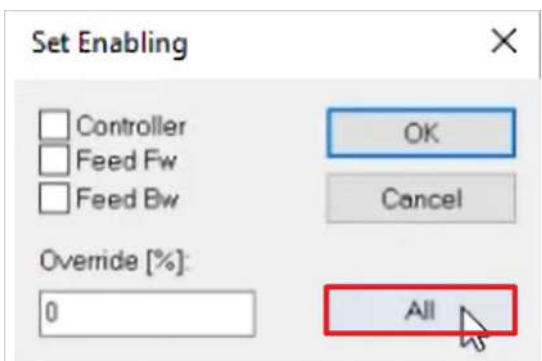 Set Enabling
Controller
OK
Feed Fw
Feed Bw
Cancel
Override [%]:
0
All